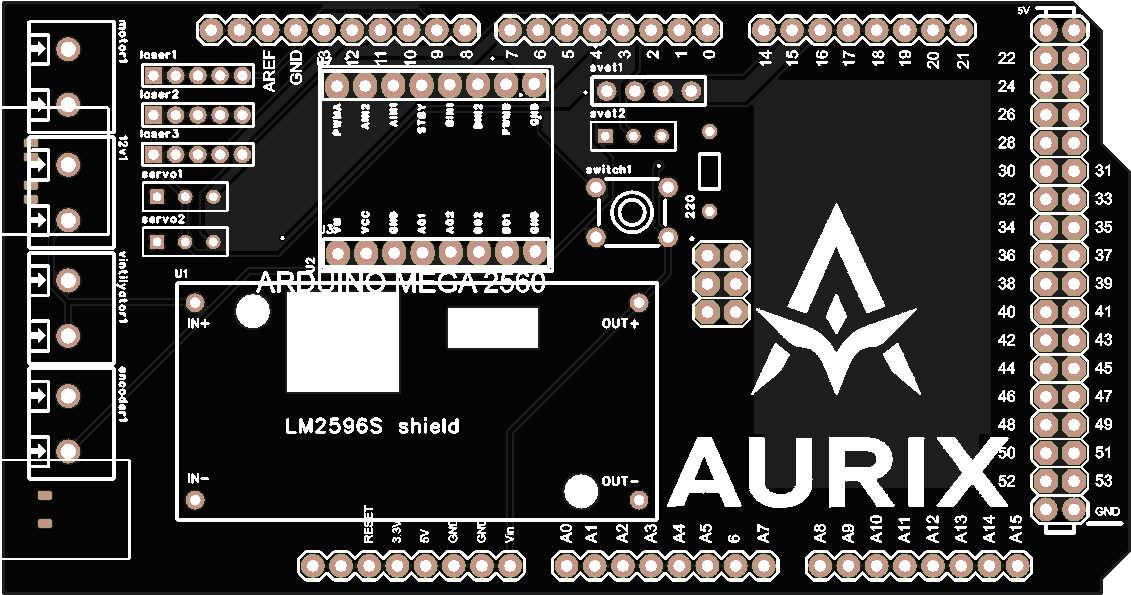 5V
AREF
GND
13
12
11
10
9
8
7
6
5
4
3
2
1
0
14
15
16
17
18
19
20
21
motor1
laser1
laser2
laser3
12v1
servo1
servo2
PWMA
AIN2
AIN1
STBY
BIN1
BIN2
PWMB
GND
svet1
svet2
switch1
220
VM
VCC
GND
AO1
AO2
BO2
BO1
GND
U2
U1
ARDUINO MEGA 2560
IN+
OUT+
LM2596S shield
IN-
OUT-
vintilyator1
encoder1
AURIX
22
24
26
28
30 31
32 33
34 35
36 37
38 39
40 41
42 43
44 45
46 47
48 49
50 51
52 53
GND
RESET
3.3V
5V
GND
GND
Vin
A0
A1
A2
A3
A4
A5
6
A7
A8
A9
A10
A11
A12
A13
A14
A15